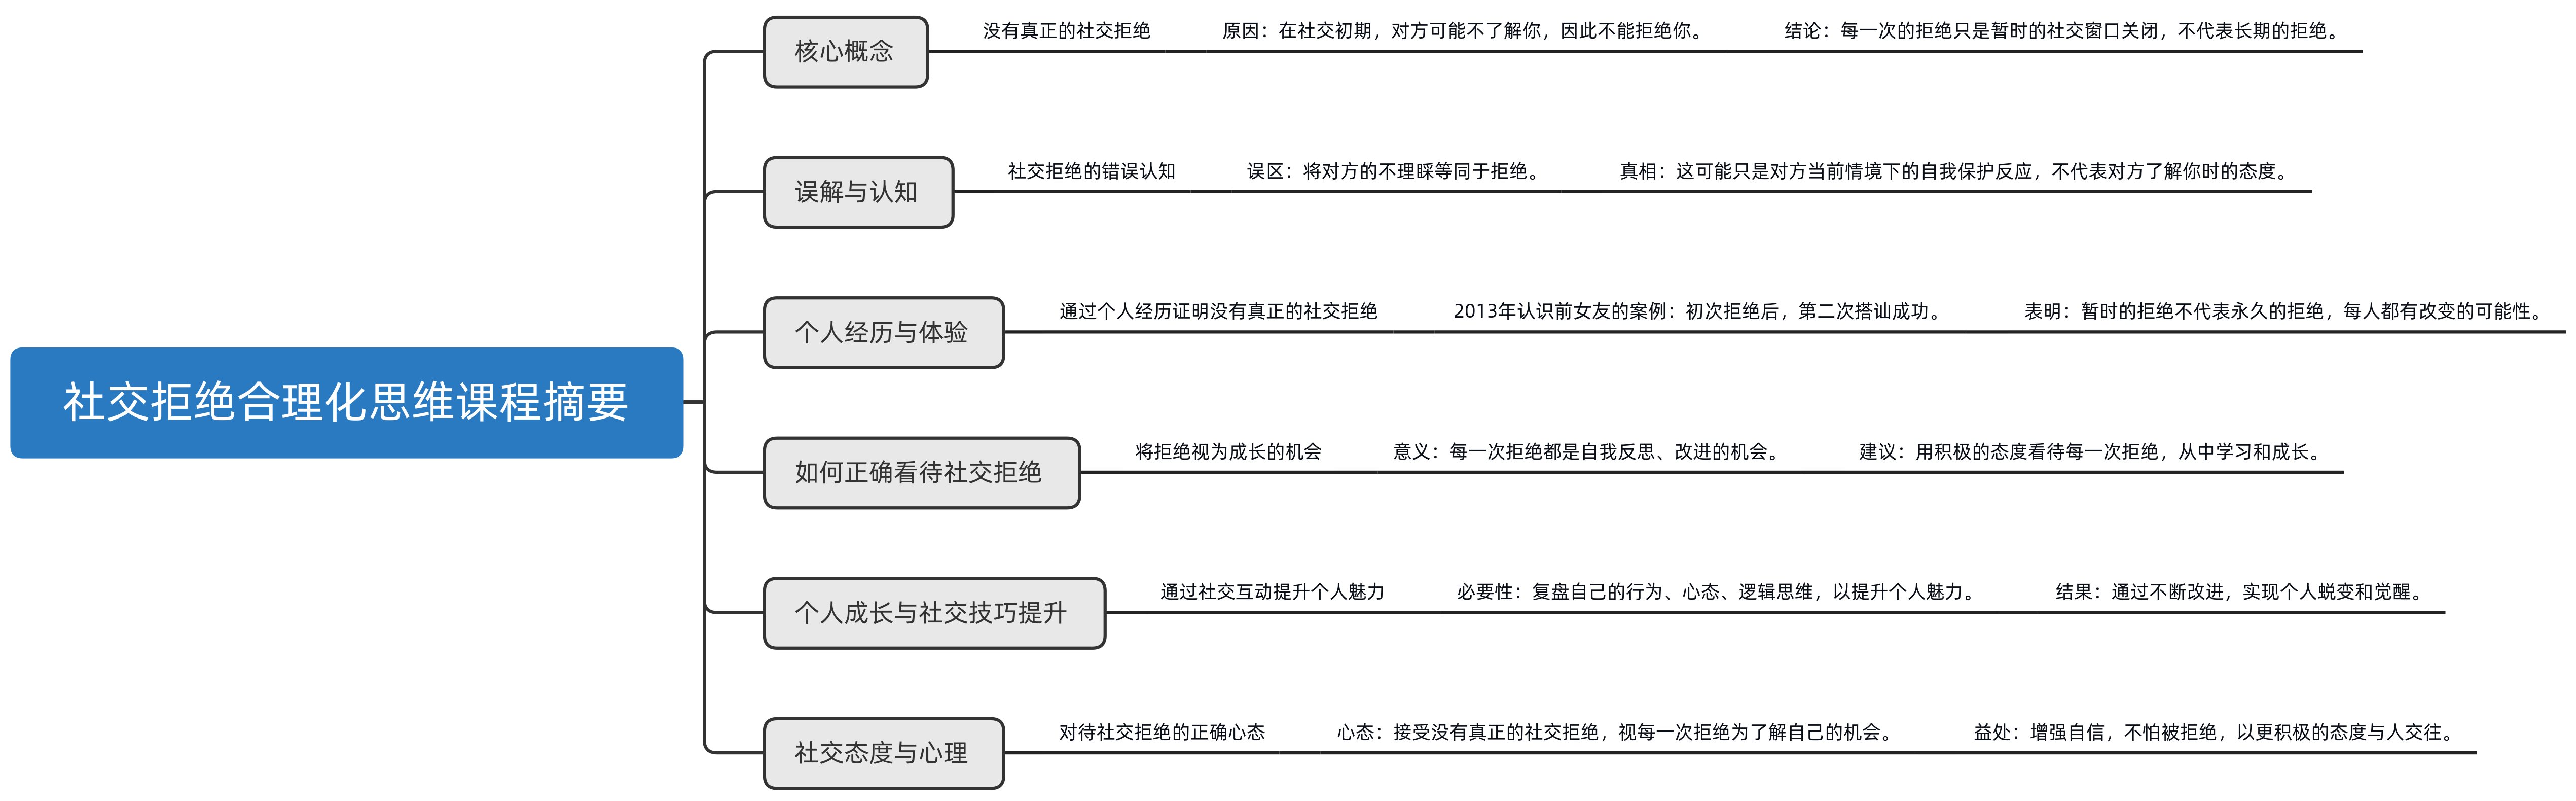 社交拒绝合理化思维课程摘要
核心概念
没有真正的社交拒绝
原因：在社交初期，对方可能不了解你，因此不能拒绝你。
结论：每一次的拒绝只是暂时的社交窗口关闭，不代表长期的拒绝。
误解与认知
社交拒绝的错误认知
误区：将对方的不理睬等同于拒绝。
真相：这可能只是对方当前情境下的自我保护反应，不代表对方了解你时的态度。
个人经历与体验
通过个人经历证明没有真正的社交拒绝
2013年认识前女友的案例：初次拒绝后，第二次搭讪成功。
表明：暂时的拒绝不代表永久的拒绝，每人都有改变的可能性。
如何正确看待社交拒绝
将拒绝视为成长的机会
意义：每一次拒绝都是自我反思、改进的机会。
建议：用积极的态度看待每一次拒绝，从中学习和成长。
个人成长与社交技巧提升
通过社交互动提升个人魅力
必要性：复盘自己的行为、心态、逻辑思维，以提升个人魅力。
结果：通过不断改进，实现个人蜕变和觉醒。
社交态度与心理
对待社交拒绝的正确心态
心态：接受没有真正的社交拒绝，视每一次拒绝为了解自己的机会。
益处：增强自信，不怕被拒绝，以更积极的态度与人交往。